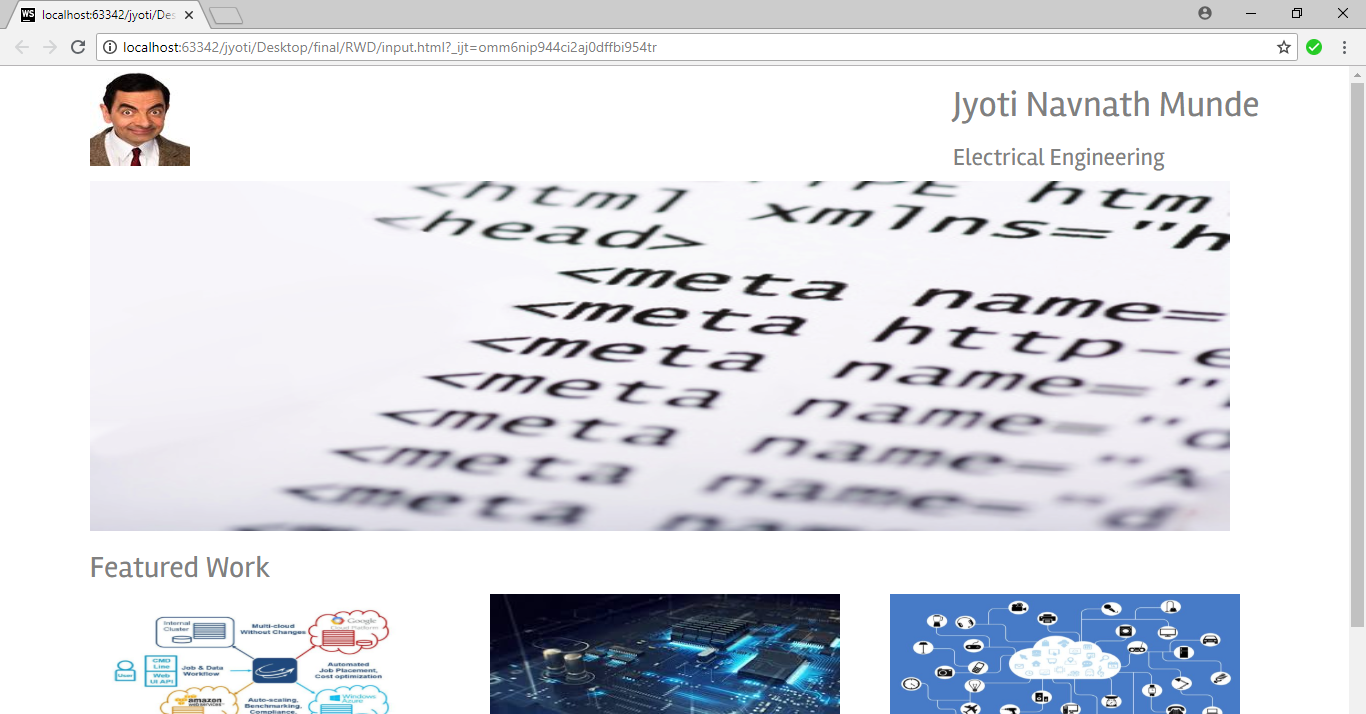 WS localhost:63342/jyoti/Des
localhost:63342/jyoti/Desktop/final/RWD/input.html?_ijt=omm6nip944ci2aj0dffbi954tr
Jyoti Navnath Munde
Electrical Engineering
<html
htm
<head>
xmlns="h
<meta name=
<meta http-e
<meta name="
<meta name="d
<meta name="A
<meta name="d
<meta name
Featured Work
Internal Cluster
Multi-cloud Without Changes
Google Cloud Platform
User
CMD Line
Web UI API
Job & Data Workflow
Automated Job Placement, Cost optimization
amazon web services
Auto-scaling, Benchmarking, Compliance,
Windows Azure